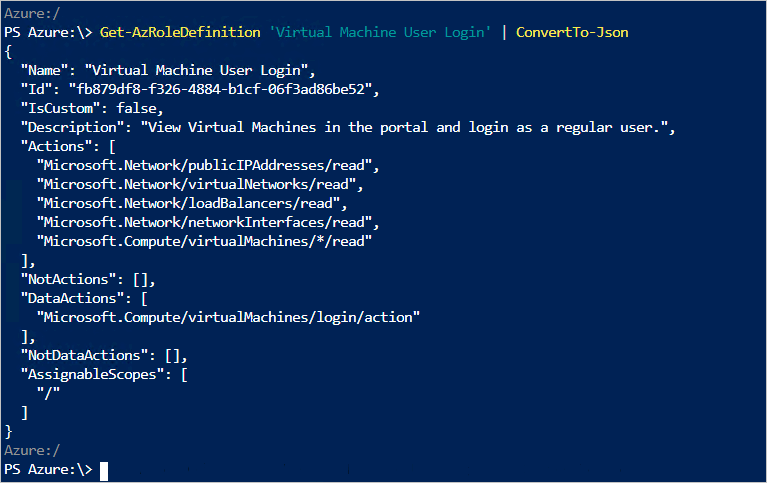 Azure:/
PS Azure:\> Get-AzRoleDefinition 'Virtual Machine User Login' | ConvertTo-Json
{
  "Name": "Virtual Machine User Login",
  "Id": "fb879df8-f326-4884-b1cf-06f3ad86be52",
  "IsCustom": false,
  "Description": "View Virtual Machines in the portal and login as a regular user.",
  "Actions": [
    "Microsoft.Network/publicIPAddresses/read",
    "Microsoft.Network/virtualNetworks/read",
    "Microsoft.Network/loadBalancers/read",
    "Microsoft.Network/networkInterfaces/read",
    "Microsoft.Compute/virtualMachines/*/read"
  ],
  "NotActions": [],
  "DataActions": [
    "Microsoft.Compute/virtualMachines/login/action"
  ],
  "NotDataActions": [],
  "AssignableScopes": [
    "/"
  ]
}
Azure:/
PS Azure:\>